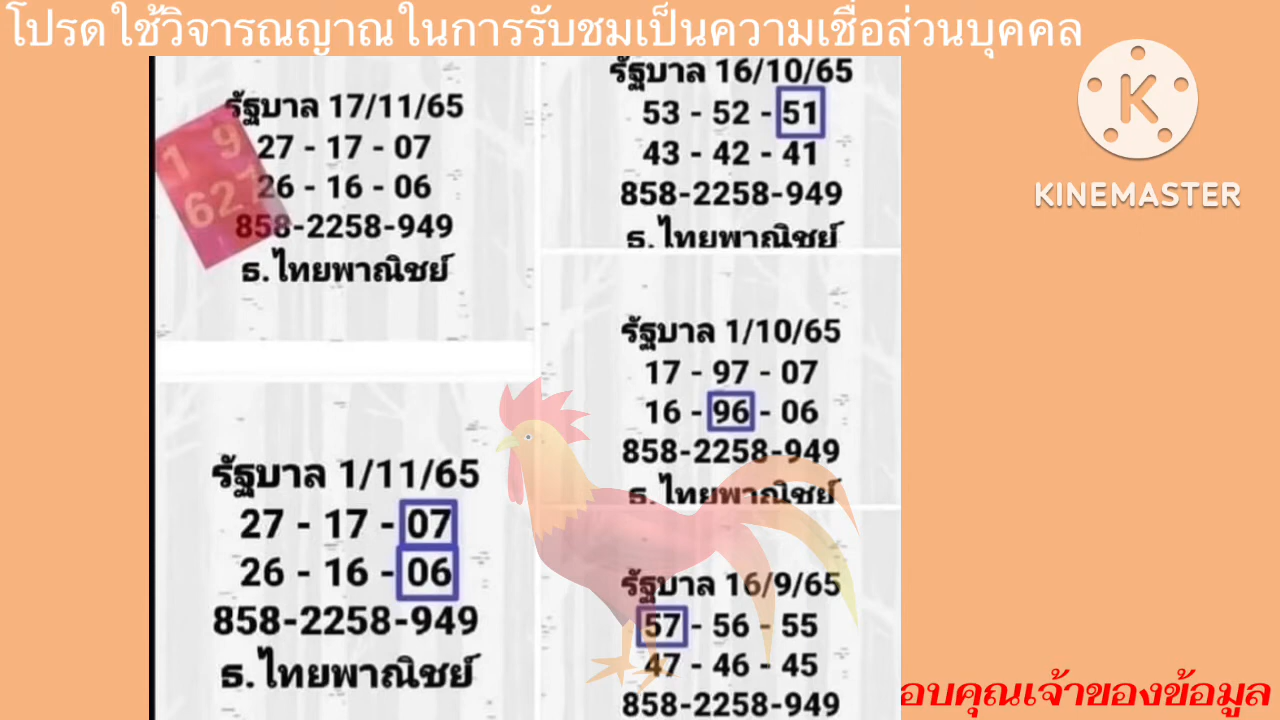 โปรดใช้วิจารณญาณในการรับชมเป็นความเชื่อส่วนบุคคล
รัฐบาล 17/11/65
27 - 17 - 07
26 - 16 - 06
858-2258-949
ธ.ไทยพาณิชย์
1 9
621
รัฐบาล 1/11/65
27 - 17 - 07
26 - 16 - 06
858-2258-949
ธ.ไทยพาณิชย์
รัฐบาล 16/10/65
53 - 52 - 51
43 - 42 - 41
858-2258-949
ธ.ไทยพาณิชย์
รัฐบาล 1/10/65
17 - 97 - 07
16 - 96 - 06
858-2258-949
ธ.ไทยพาณิชย์
รัฐบาล 16/9/65
57 - 56 - 55
47 - 46 - 45
858-2258-949
K
KINEMASTER
อบคุณเจ้าของข้อมูล